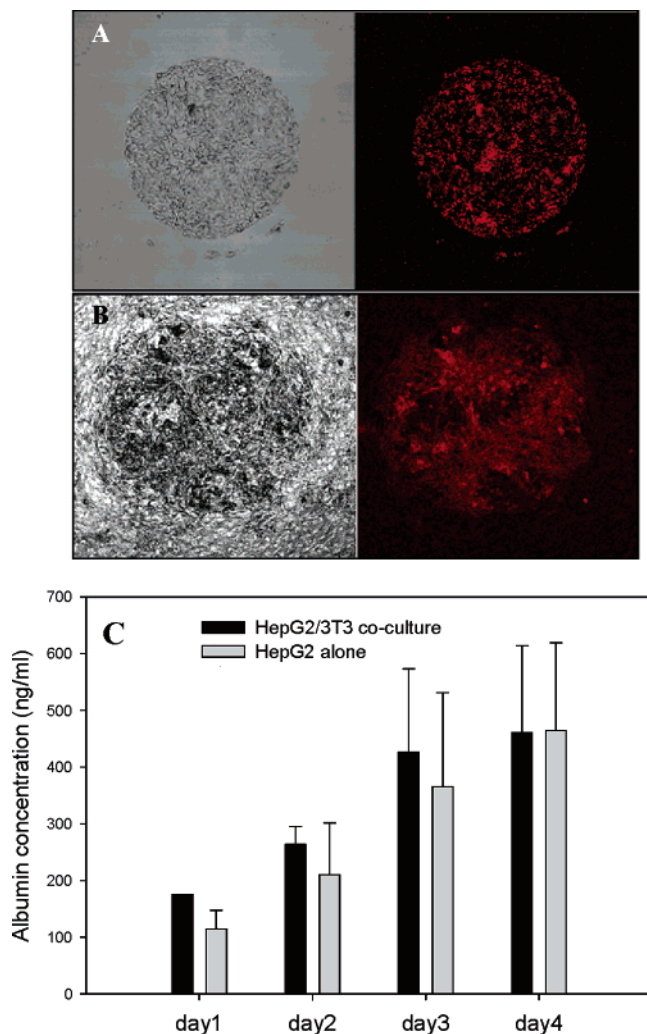 A
B
C
HepG2/3T3 co-culture
HepG2 alone
Albumin concentration (ng/ml)
700
600
500
400
300
200
100
0
day1 day2 day3 day4